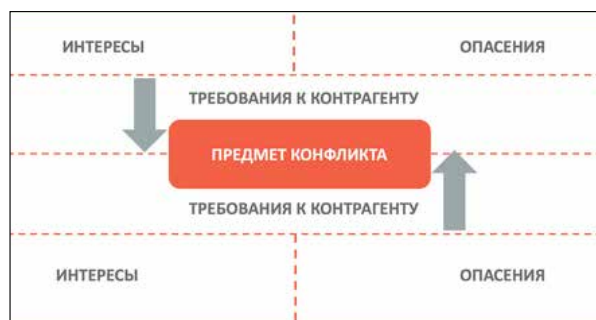 ИНТЕРЕСЫ
ОПАСЕНИЯ
ТРЕБОВАНИЯ К КОНТРАГЕНТУ
ПРЕДМЕТ КОНФЛИКТА
ТРЕБОВАНИЯ К КОНТРАГЕНТУ
ИНТЕРЕСЫ
ОПАСЕНИЯ